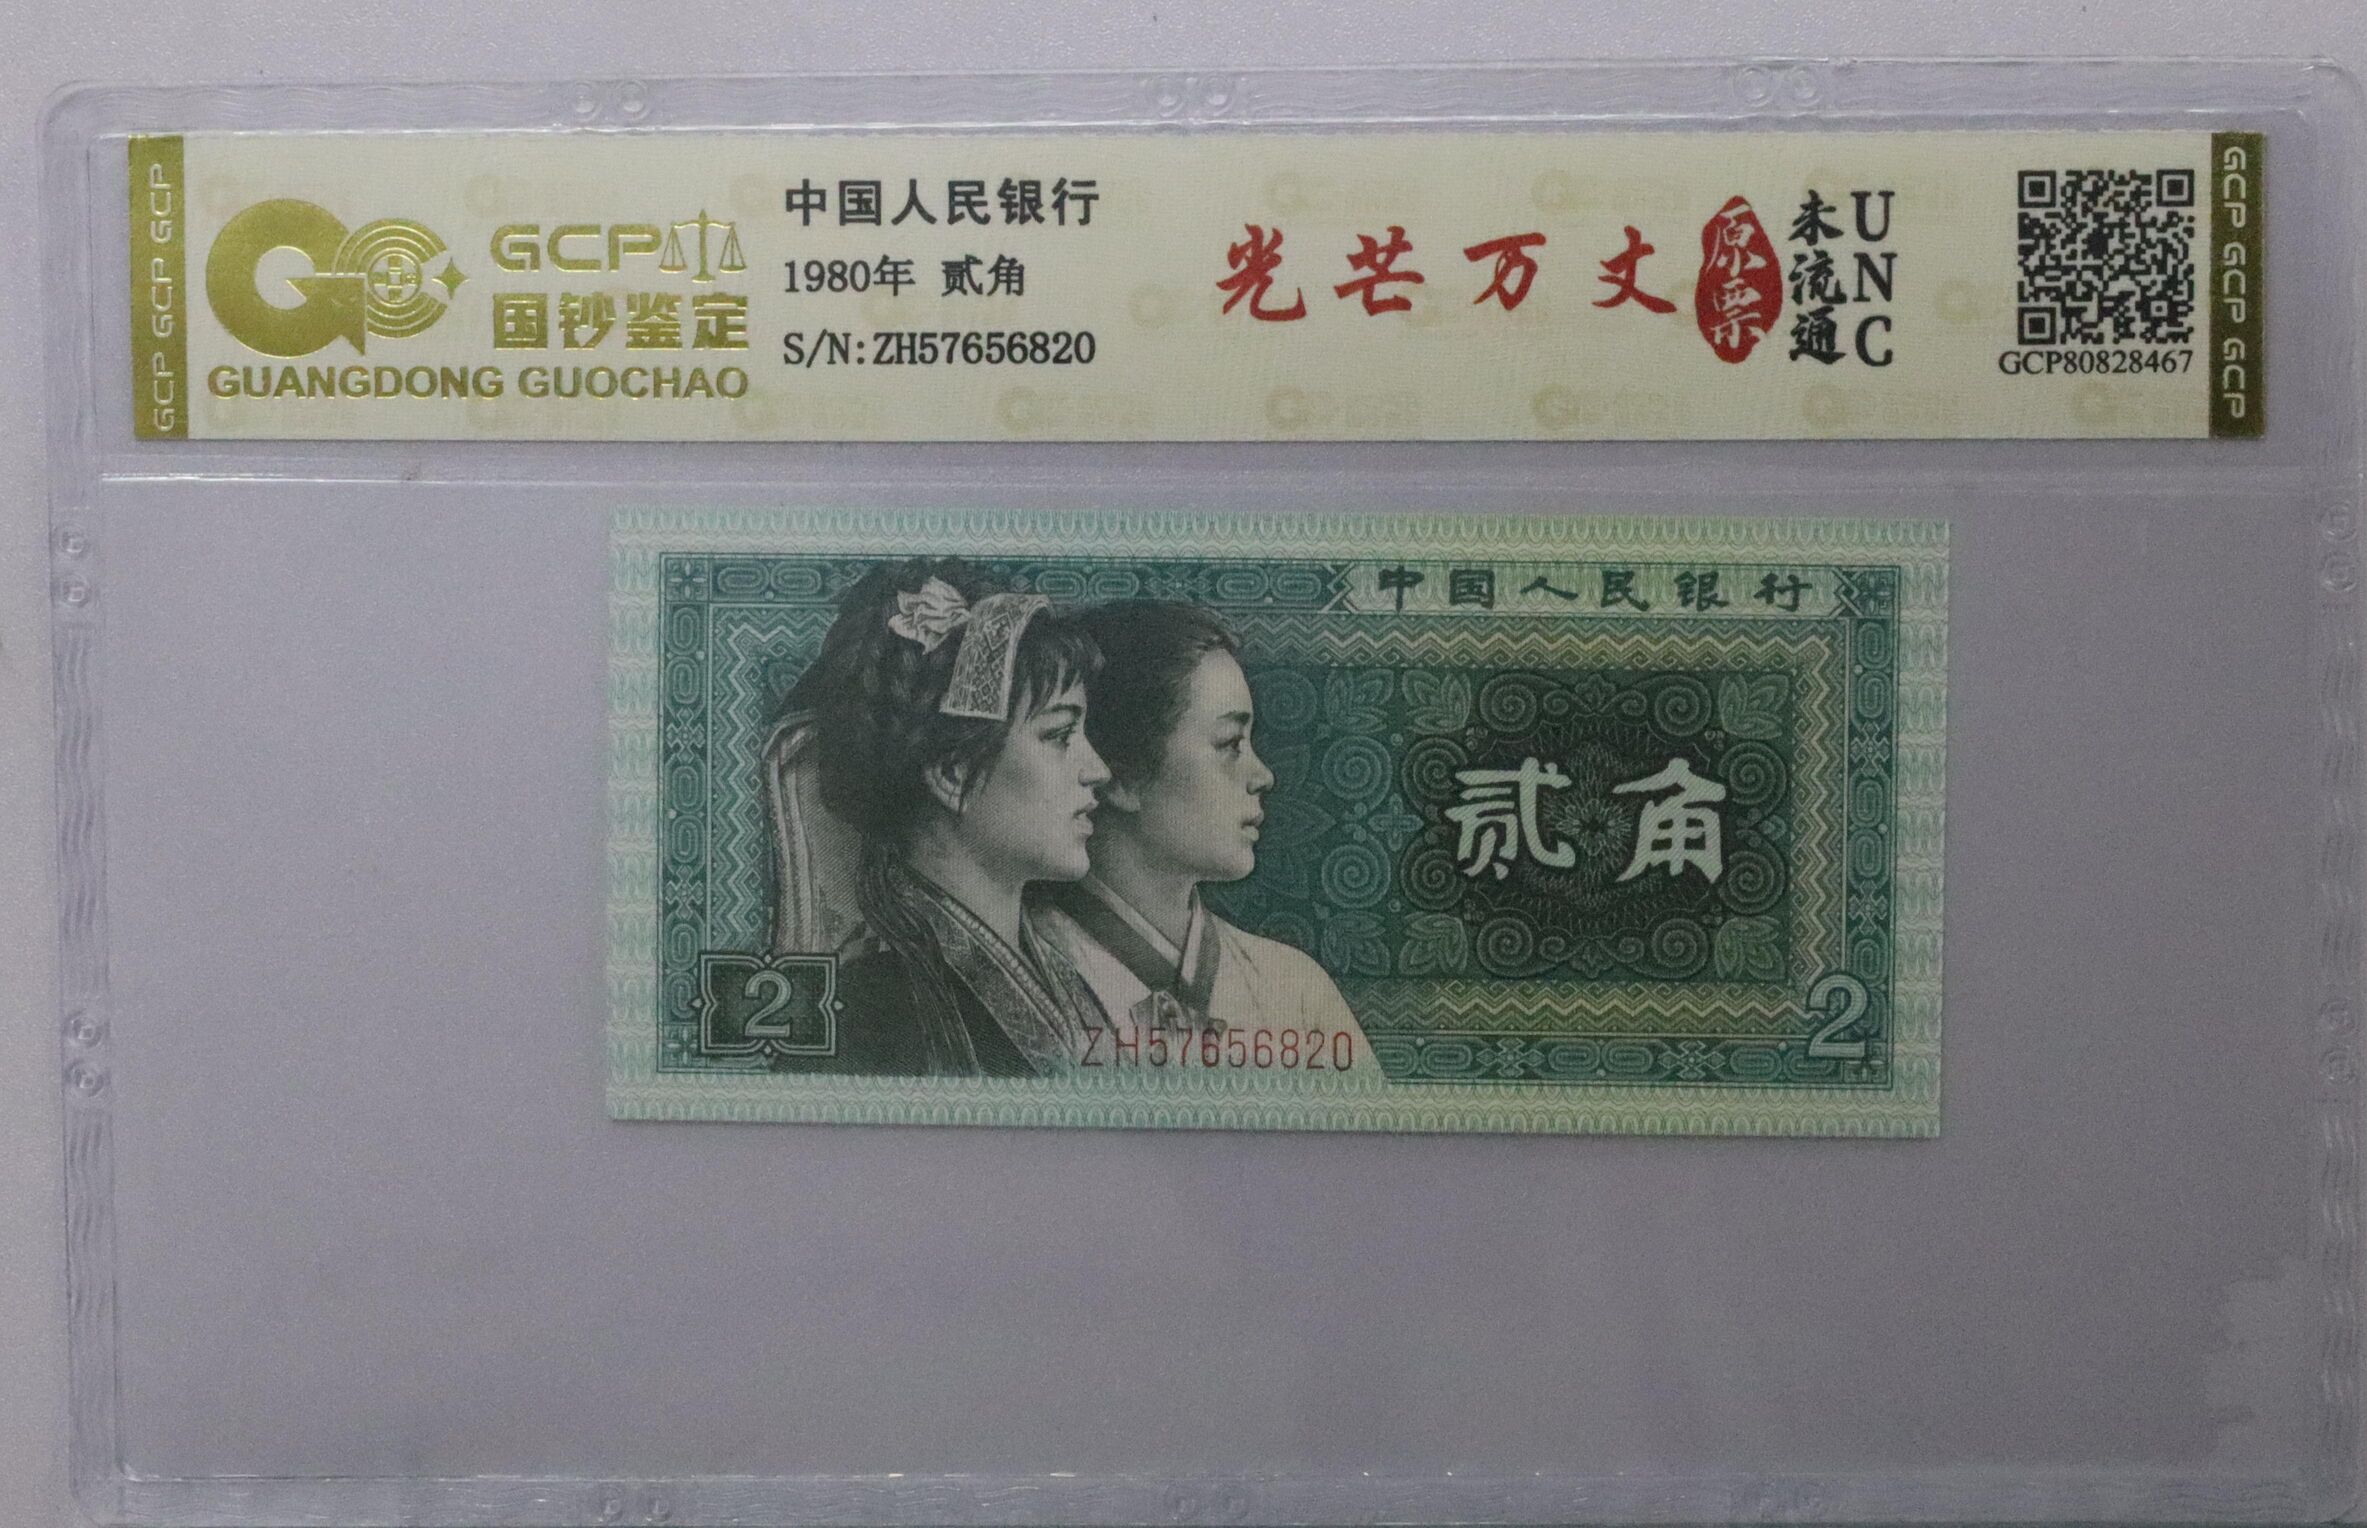 GCP GCP GCP
GCP
国钞鉴定
GUANGDONG GUOCHAO
中国人民银行
1980年 贰角
S/N:ZH57656820
光芒万丈
原票
未流通
UNC
GCP80828467
GCP GCP GCP
中国人民银行
贰角
2
ZH57656820
2